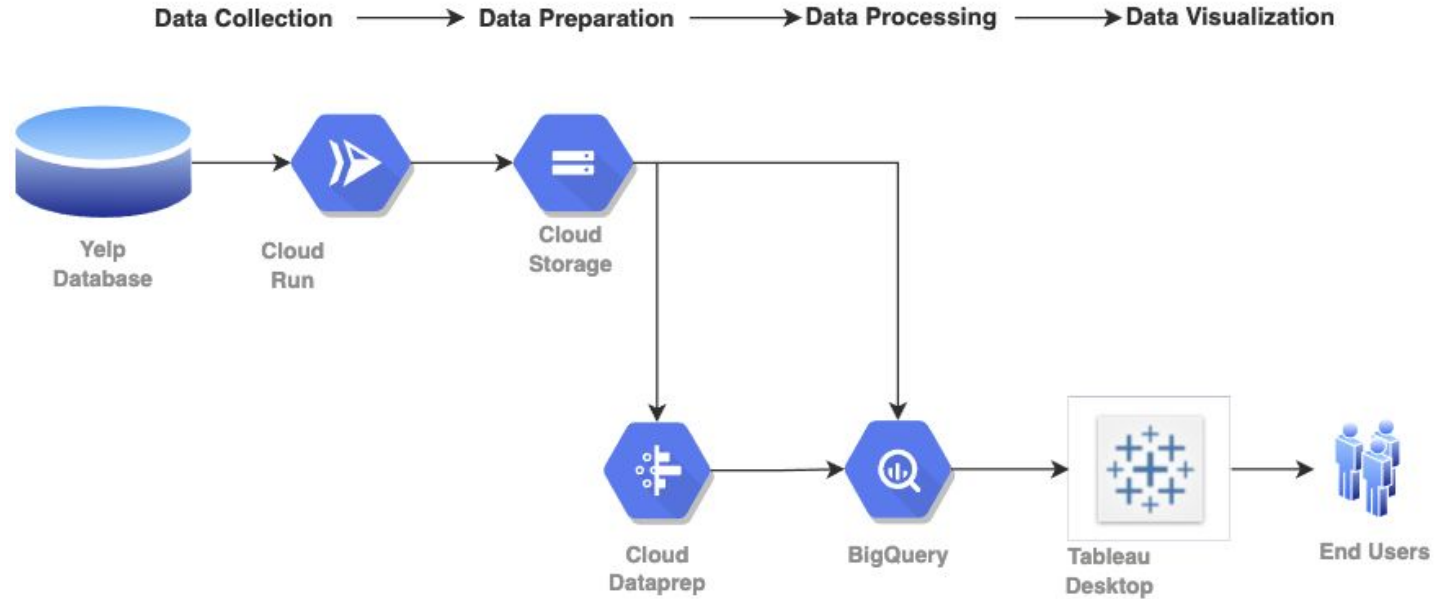 Data Collection
Data Preparation
Data Processing
Data Visualization
Yelp
Database
Cloud
Run
Cloud
Storage
Cloud
Dataprep
BigQuery
Tableau
Desktop
End Users